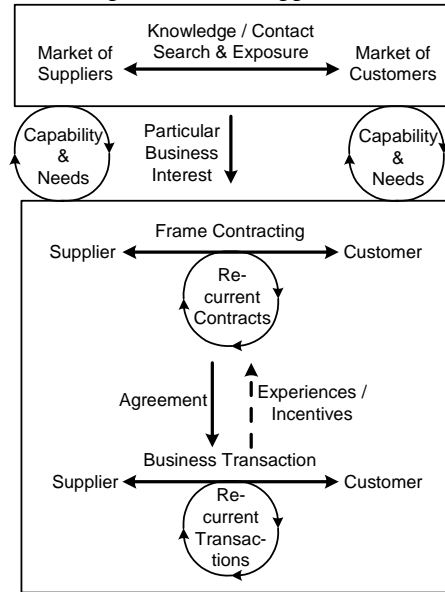 Knowledge / Contact
Search & Exposure
Market of
Suppliers
Market of
Customers
Capability
&
Needs
Particular
Business
Interest
Capability
&
Needs
Frame Contracting
Supplier
Customer
Re-
current
Contracts
Agreement
Experiences /
Incentives
Business Transaction
Supplier
Customer
Re-
current
Transac-
tions